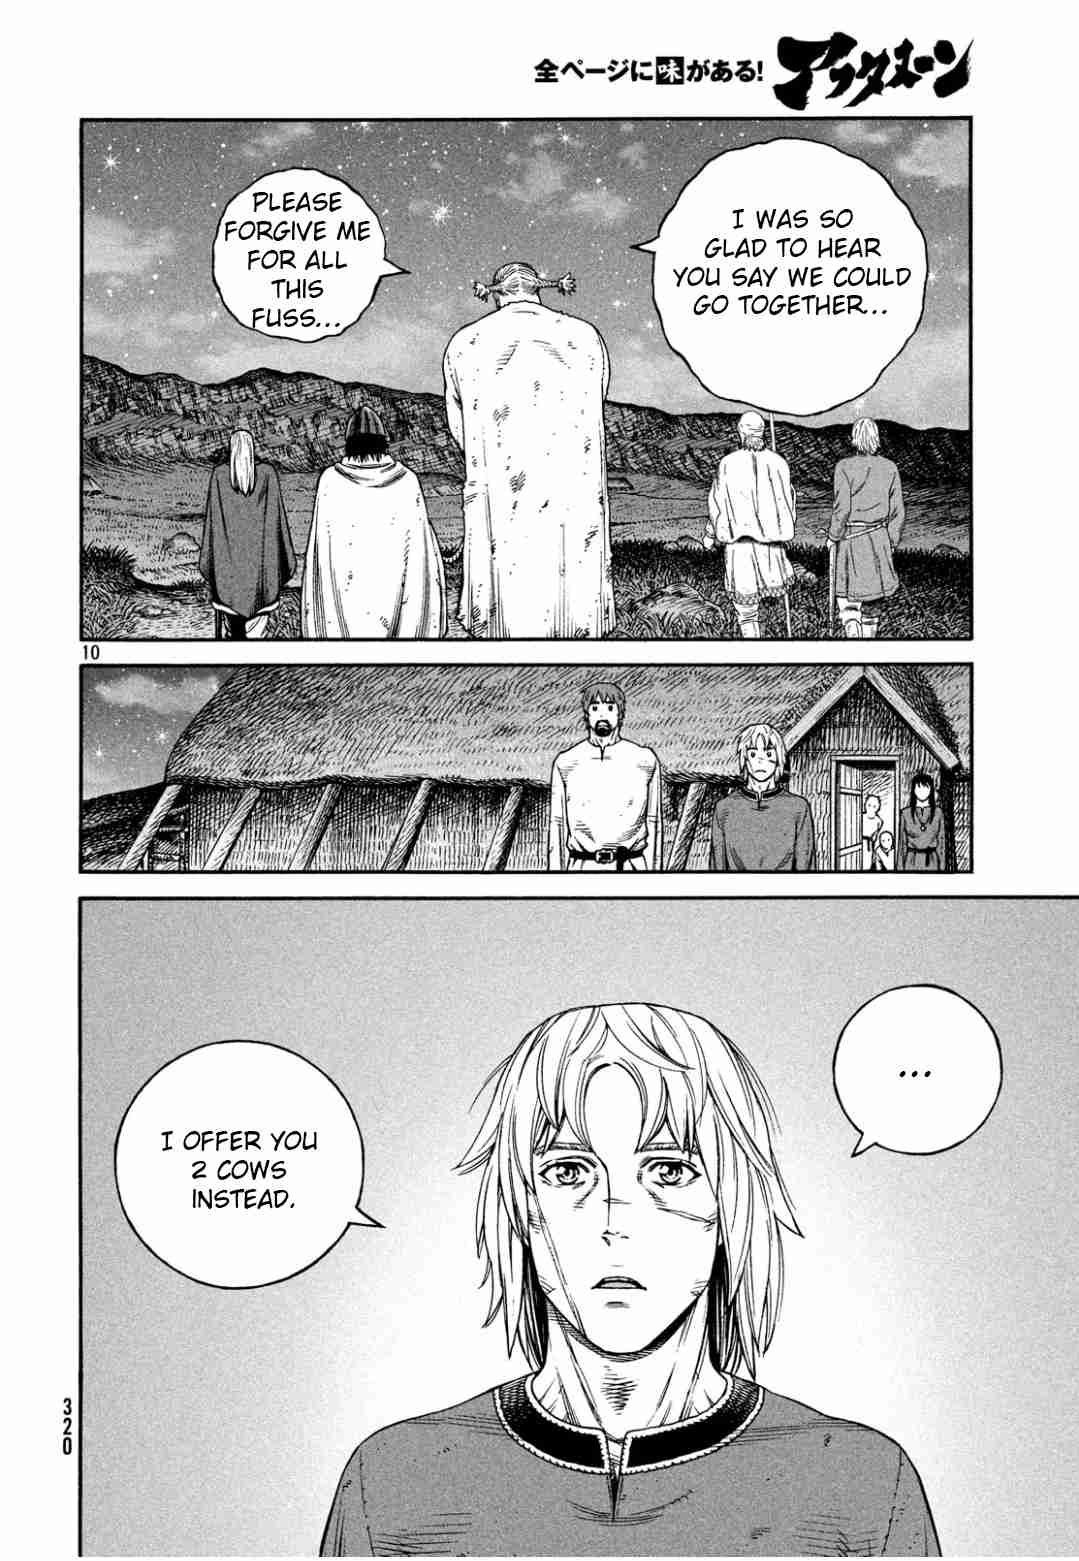 全ページに味がある!
アフタヌーン
I WAS SO
GLAD TO HEAR
YOU SAY WE COULD
GO TOGETHER...
PLEASE
FORGIVE ME
FOR ALL
THIS
FUSS...
10
...
I OFFER YOU
2 COWS
INSTEAD.
320